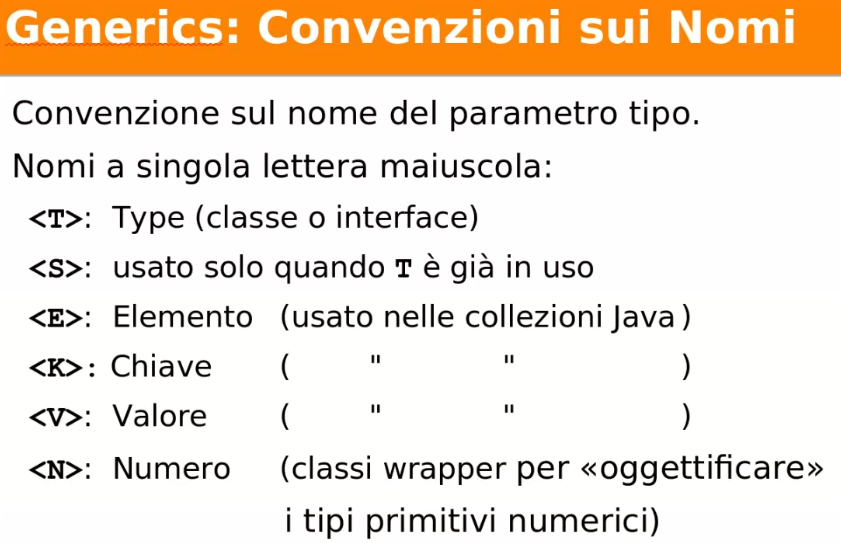 Generics: Convenzioni sui Nomi
Convenzione sul nome del parametro tipo.
Nomi a singola lettera maiuscola:
<T>: Type (classe o interface)
<S>: usato solo quando T è già in uso
<E>: Elemento (usato nelle collezioni Java)
<K>: Chiave ( " " )
<V>: Valore ( " " )
<N>: Numero (classi wrapper per «oggettificare»
i tipi primitivi numerici)